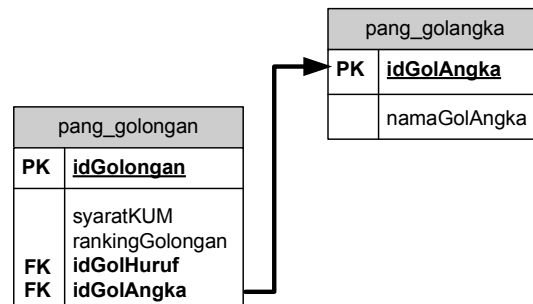 pang_golangka
PK idGolAngka
namaGolAngka
pang_golongan
PK idGolongan
syaratKUM
rankingGolongan
FK idGolHuruf
FK idGolAngka